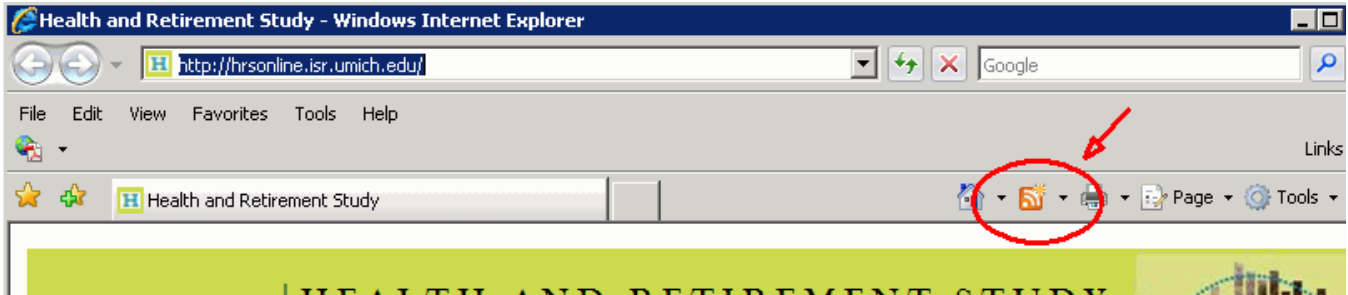 Health and Retirement Study - Windows Internet Explorer
H http://hrsonline.isr.umich.edu/ Google
File Edit View Favorites Tools Help
Links
H Health and Retirement Study Page Tools
HEALTH AND RETIREMENT STUDY